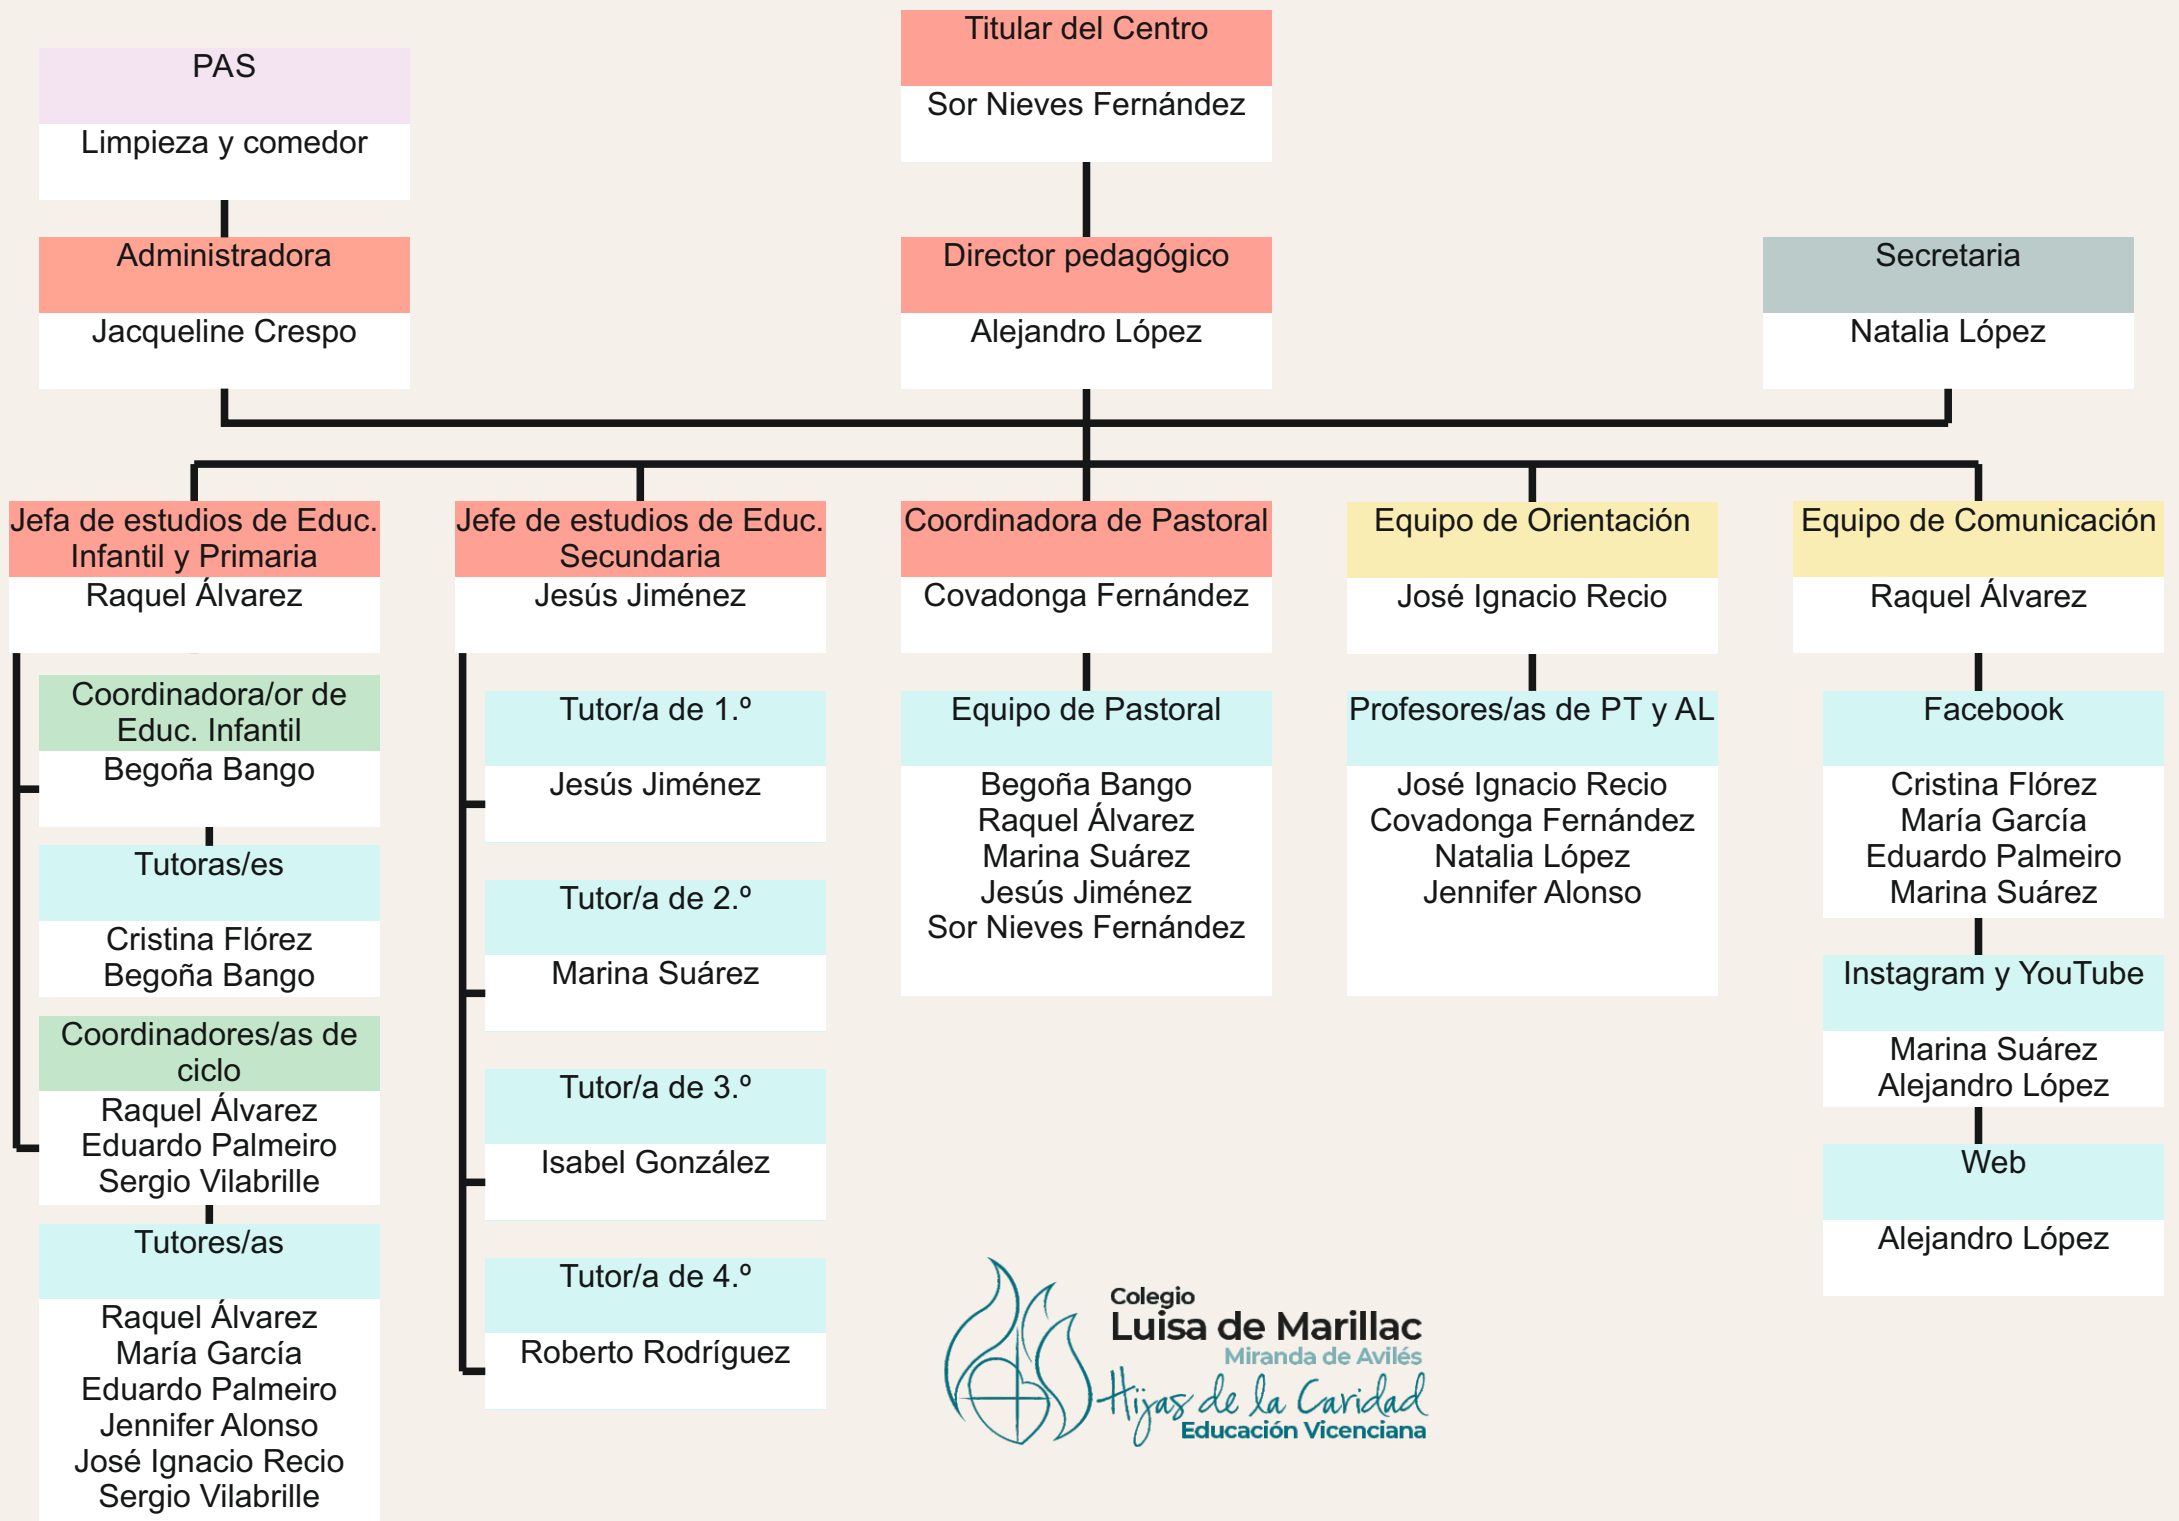 Titular del Centro
Sor Nieves Fernández
PAS
Limpieza y comedor
Administradora
Jacqueline Crespo
Director pedagógico
Alejandro López
Secretaria
Natalia López
Jefa de estudios de Educ.
Infantil y Primaria
Raquel Álvarez
Coordinadora/or de
Educ. Infantil
Begoña Bango
Tutoras/es
Cristina Flórez
Begoña Bango
Coordinadores/as de
ciclo
Raquel Álvarez
Eduardo Palmeiro
Sergio Vilabrille
Tutores/as
Raquel Álvarez
María García
Eduardo Palmeiro
Jennifer Alonso
José Ignacio Recio
Sergio Vilabrille
Jefe de estudios de Educ.
Secundaria
Jesús Jiménez
Tutor/a de 1.º
Jesús Jiménez
Tutor/a de 2.º
Marina Suárez
Tutor/a de 3.º
Isabel González
Tutor/a de 4.º
Roberto Rodríguez
Coordinadora de Pastoral
Covadonga Fernández
Equipo de Pastoral
Begoña Bango
Raquel Álvarez
Marina Suárez
Jesús Jiménez
Sor Nieves Fernández
Equipo de Orientación
José Ignacio Recio
Profesores/as de PT y AL
José Ignacio Recio
Covadonga Fernández
Natalia López
Jennifer Alonso
Equipo de Comunicación
Raquel Álvarez
Facebook
Cristina Flórez
María García
Eduardo Palmeiro
Marina Suárez
Instagram y YouTube
Marina Suárez
Alejandro López
Web
Alejandro López
Colegio
Luisa de Marillac
Miranda de Avilés
Hijas de la Caridad
Educación Vicenciana